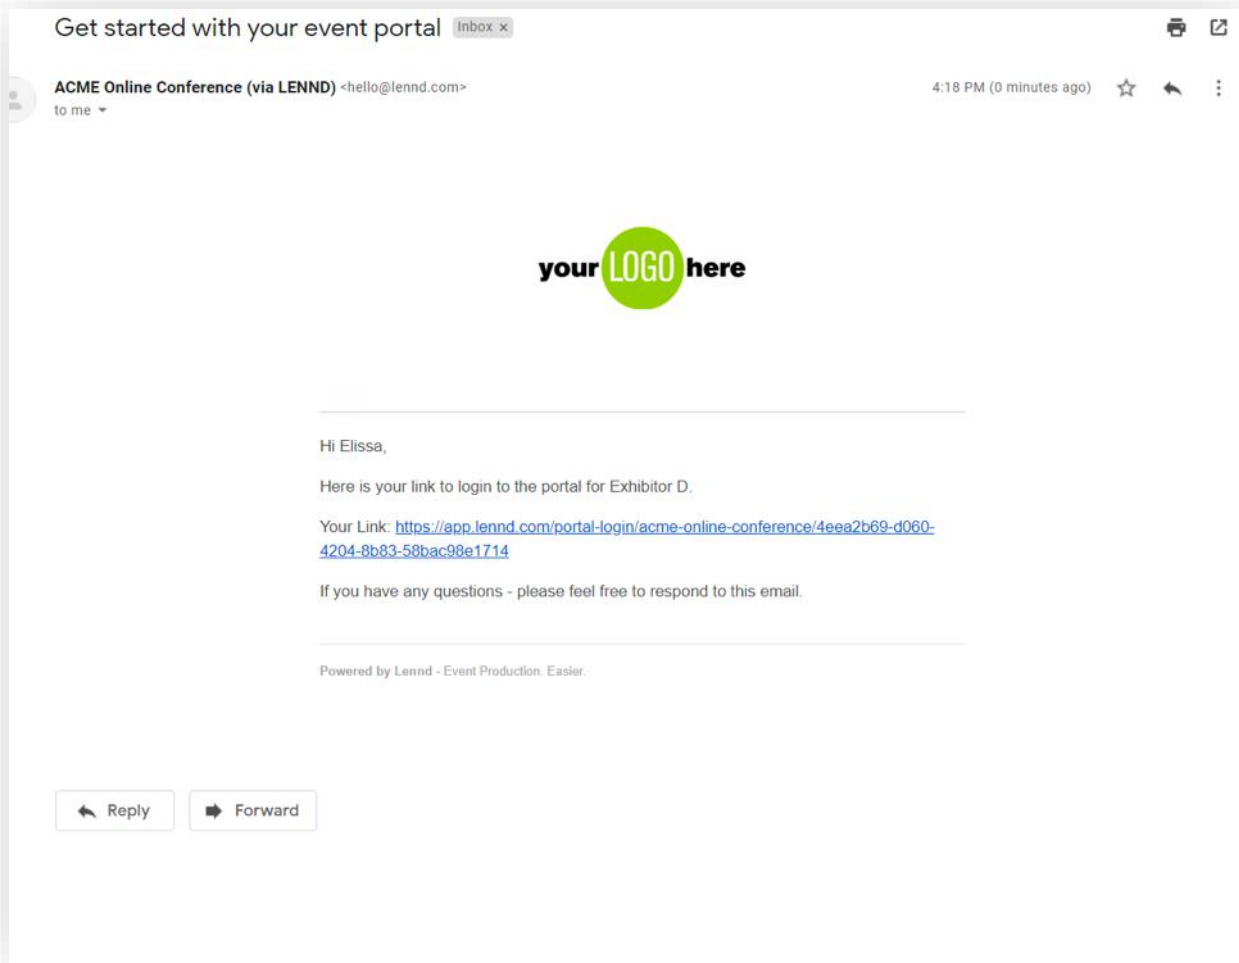 Get started with your event portal Inbox ×
ACME Online Conference (via LENND) <hello@lennd.com> 4:18 PM (0 minutes ago)
to me
your LOGO here
Hi Elissa,
Here is your link to login to the portal for Exhibitor D.
Your Link: https://app.lennd.com/portal-login/acme-online-conference/4eea2b69-d060-
4204-8b83-58bac98e1714
If you have any questions - please feel free to respond to this email.
Powered by Lennd - Event Production. Easier.
Reply Forward